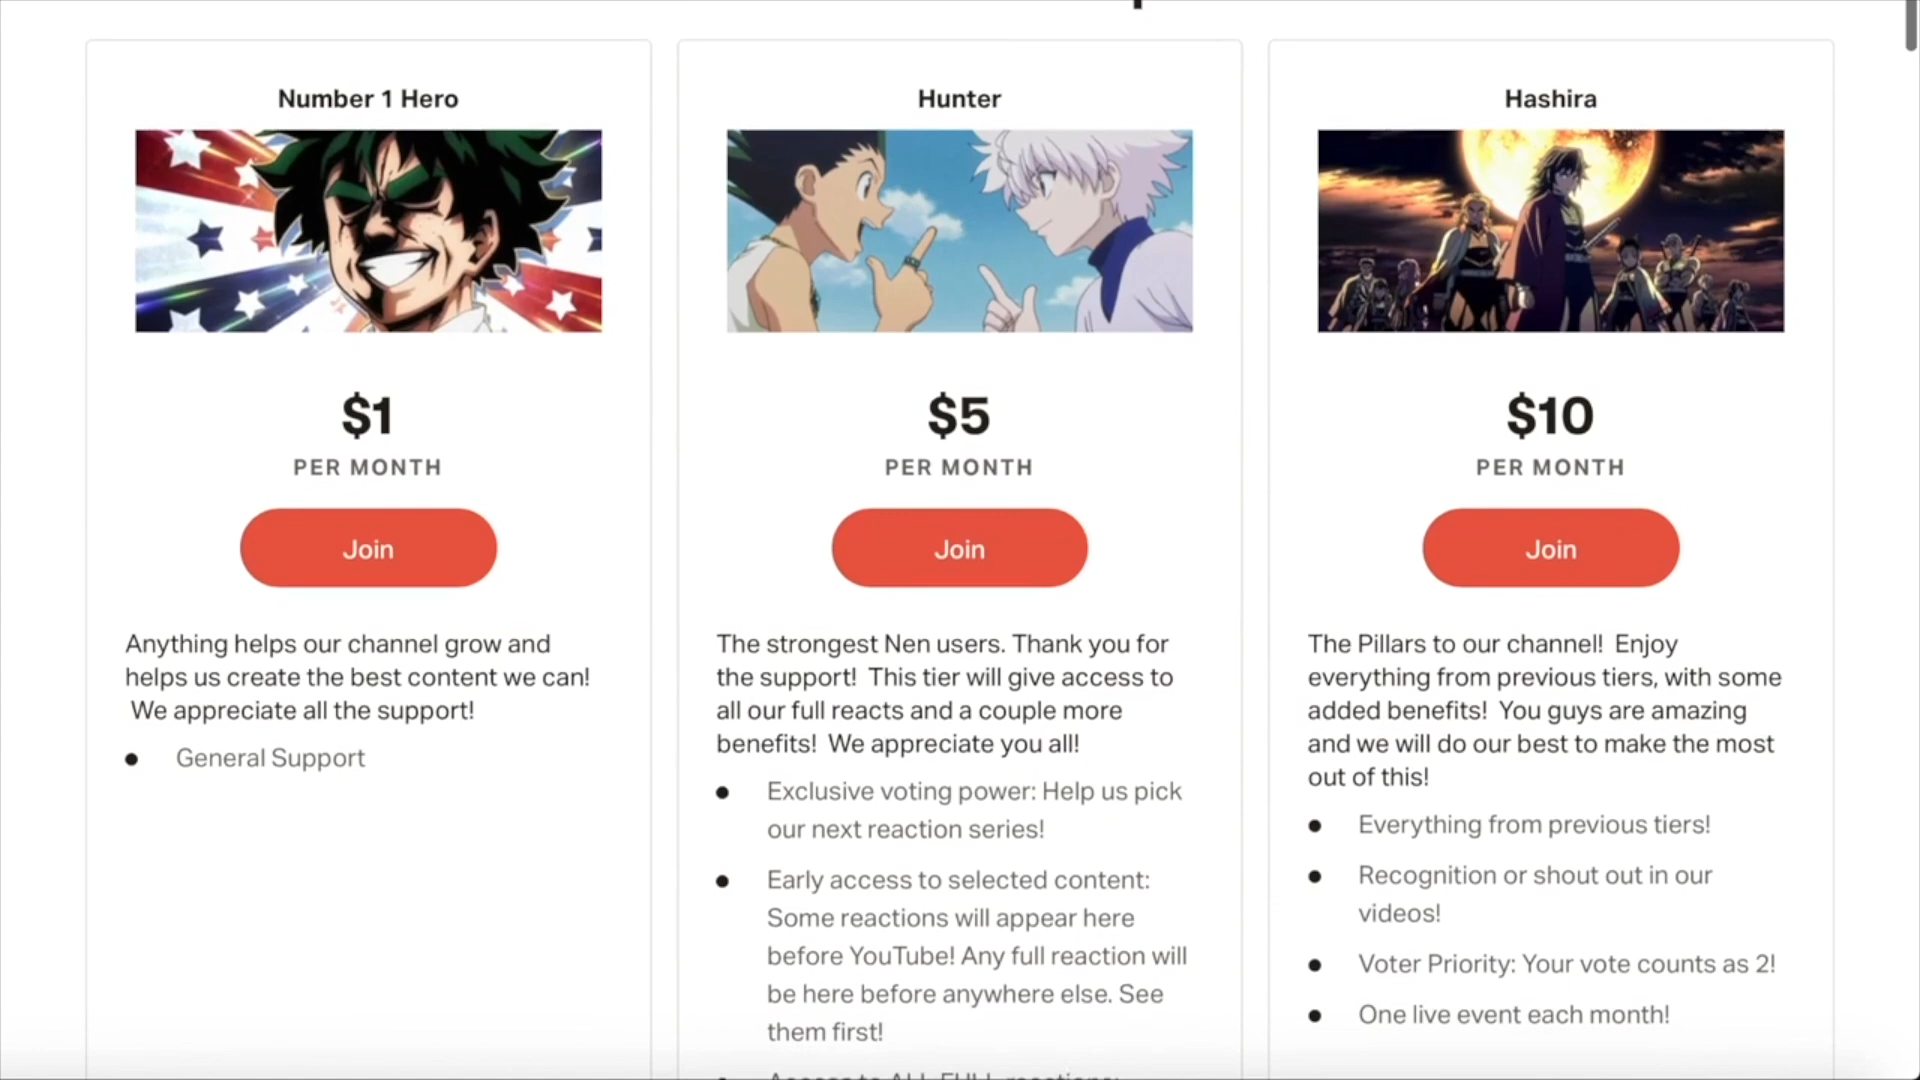 Number 1 Hero
$1
PER MONTH
Join
Anything helps our channel grow and
helps us create the best content we can!
We appreciate all the support!
General Support
Hunter
$5
PER MONTH
Join
The strongest Nen users. Thank you for
the support! This tier will give access to
all our full reacts and a couple more
benefits! We appreciate you all!
Exclusive voting power: Help us pick
our next reaction series!
Early access to selected content:
Some reactions will appear here
before YouTube! Any full reaction will
be here before anywhere else. See
them first!
Access to ALL FULL reactions:
Hashira
$10
PER MONTH
Join
The Pillars to our channel! Enjoy
everything from previous tiers, with some
added benefits! You guys are amazing
and we will do our best to make the most
out of this!
Everything from previous tiers!
Recognition or shout out in our
videos!
Voter Priority: Your vote counts as 2!
One live event each month!